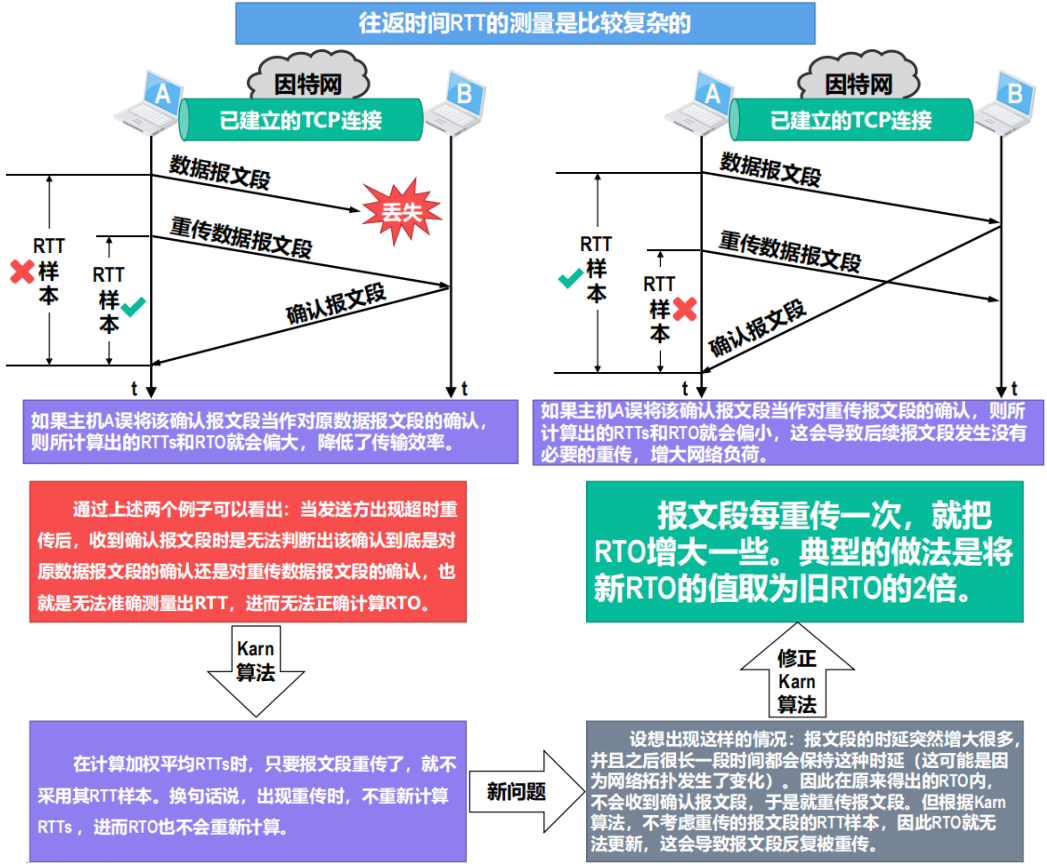 往返时间RTT的测量是比较复杂的
因特网
A
B
已建立的TCP连接
数据报文段
丢失
重传数据报文段
RTT
样
本
RTT
样
本
确认报文段
t
t
如果主机A误将该确认报文段当作对原数据报文段的确认，
则所计算出的RTTs和RTO就会偏大，降低了传输效率。
因特网
A
B
已建立的TCP连接
数据报文段
重传数据报文段
RTT
样
本
RTT
样
本
确认报文段
t
t
如果主机A误将该确认报文段当作对重传报文段的确认，则所
计算出的RTTs和RTO就会偏小，这会导致后续报文段发生没有
必要的重传，增大网络负荷。
通过上述两个例子可以看出：当发送方出现超时重
传后，收到确认报文段时是无法判断出该确认到底是对
原数据报文段的确认还是对重传数据报文段的确认，也
就是无法准确测量出RTT，进而无法正确计算RTO。
Karn
算法
在计算加权平均RTTs时，只要报文段重传了，就不
采用其RTT样本。换句话说，出现重传时，不重新计算
RTTs ，进而RTO也不会重新计算。
新问题
设想出现这样的情况：报文段的时延突然增大很多，
并且之后很长一段时间都会保持这种时延（这可能是因
为网络拓扑发生了变化）。因此在原来得出的RTO内，
不会收到确认报文段，于是就重传报文段。但根据Karn
算法，不考虑重传的报文段的RTT样本，因此RTO就无
法更新，这会导致报文段反复被重传。
修正
Karn
算法
报文段每重传一次，就把
RTO增大一些。典型的做法是将
新RTO的值取为旧RTO的2倍。